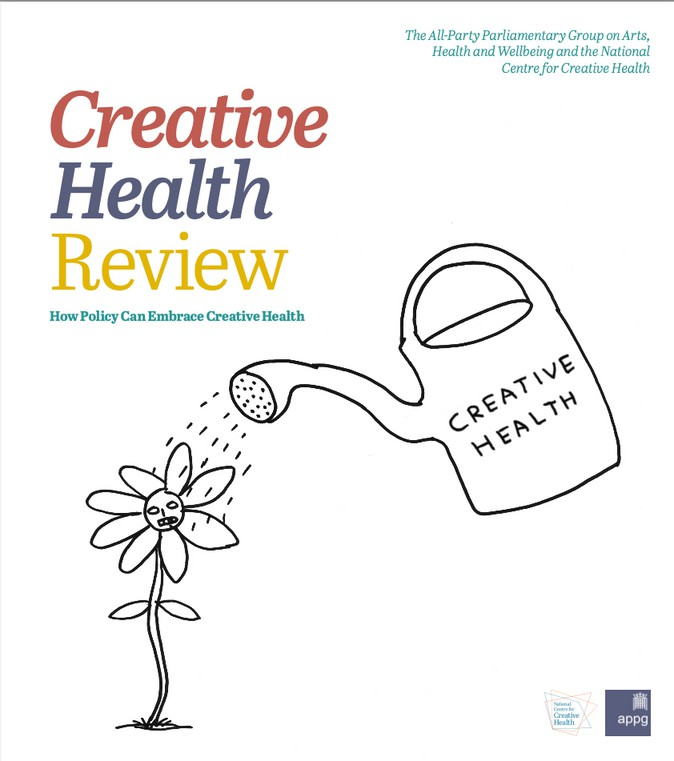 The All-Party Parliamentary Group on Arts,
Health and Wellbeing and the National
Centre for Creative Health
Creative
Health
Review
How Policy Can Embrace Creative Health
CREATIVE
HEALTH
National
Centre for
Creative
Health
appg